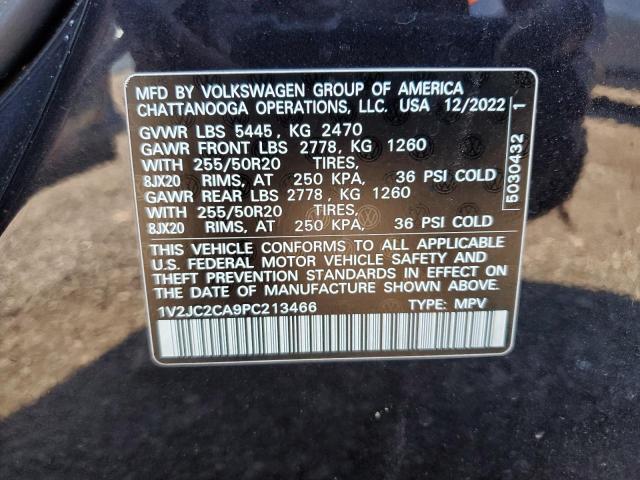 MFD BY VOLKSWAGEN GROUP OF AMERICA
CHATTANOOGA OPERATIONS, LLC. USA 12/2022
GVWR LBS 5445, KG 2470
GAWR FRONT LBS 2778, KG 1260
WITH 255/50R20 TIRES,
8JX20 RIMS, AT 250 KPA, 36 PSI COLD
GAWR REAR LBS 2778, KG 1260
WITH 255/50R20 TIRES,
8JX20 RIMS, AT 250 KPA, 36 PSI COLD
THIS VEHICLE CONFORMS TO ALL APPLICABLE
U.S. FEDERAL MOTOR VEHICLE SAFETY AND
THEFT PREVENTION STANDARDS IN EFFECT ON
THE DATE OF MANUFACTURE SHOWN ABOVE.
1V2JC2CA9PC213466 TYPE: MPV
5030432 1